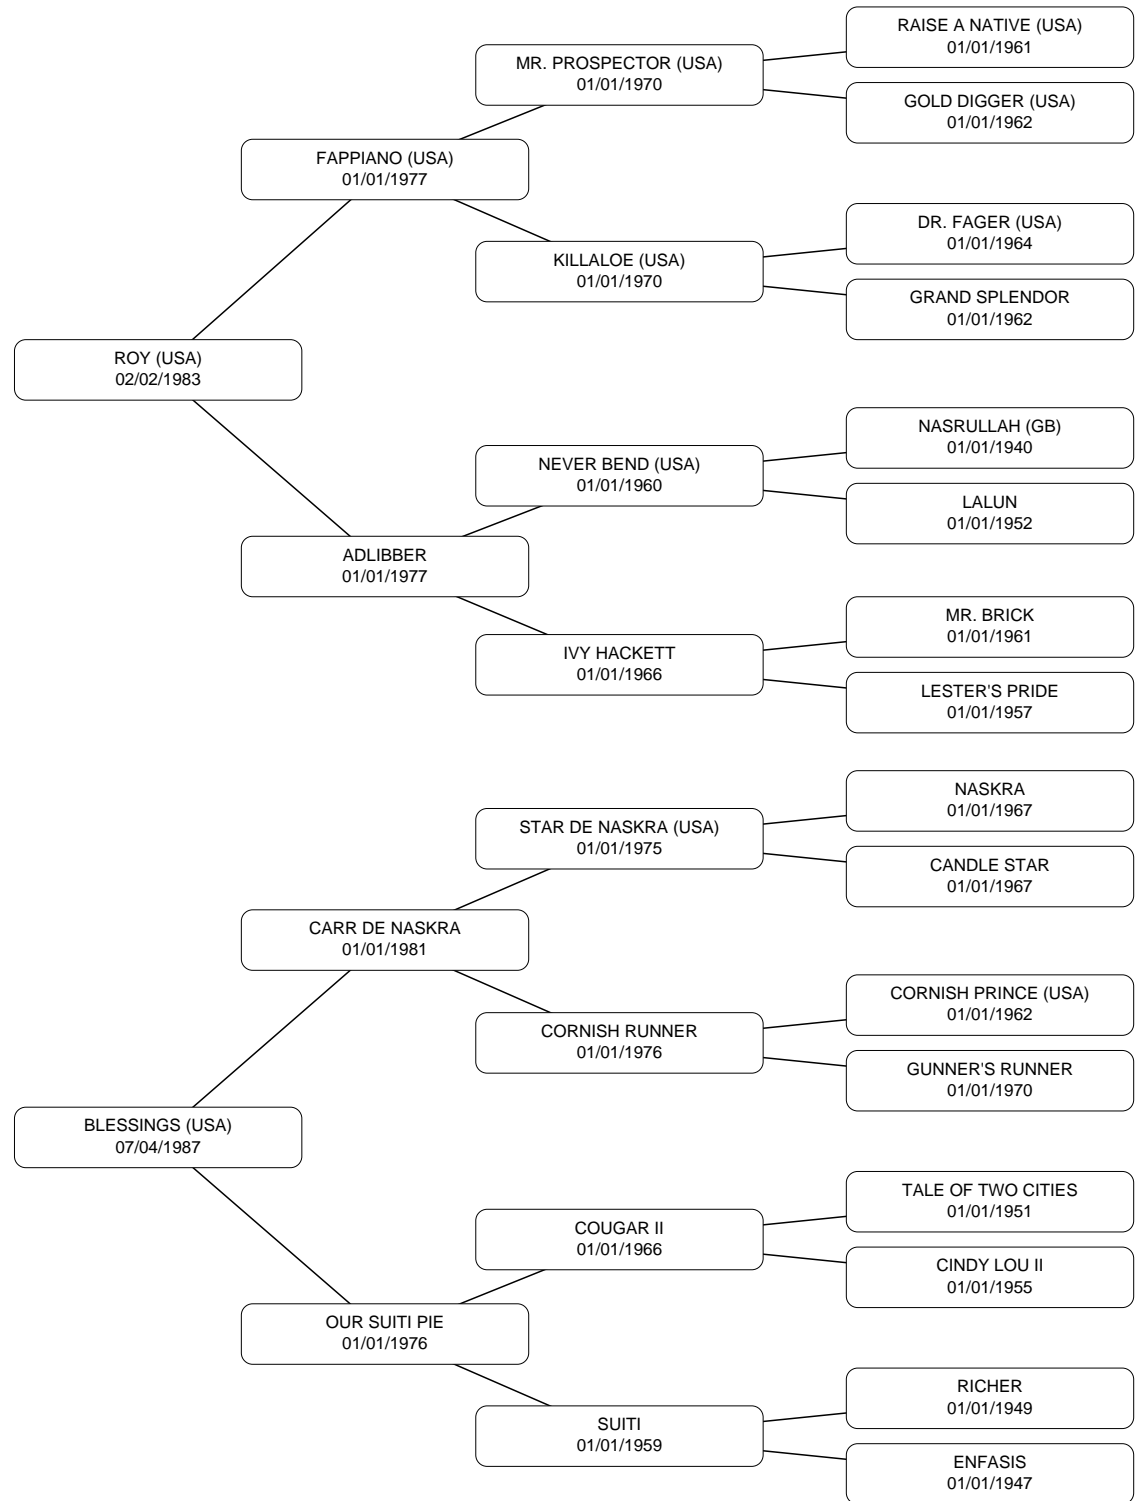 RAISE A NATIVE (USA)
01/01/1961
MR. PROSPECTOR (USA)
01/01/1970
GOLD DIGGER (USA)
01/01/1962
FAPPIANO (USA)
01/01/1977
DR. FAGER (USA)
01/01/1964
KILLALOE (USA)
01/01/1970
GRAND SPLENDOR
01/01/1962
ROY (USA)
02/02/1983
NASRULLAH (GB)
01/01/1940
NEVER BEND (USA)
01/01/1960
LALUN
01/01/1952
ADLIBBER
01/01/1977
MR. BRICK
01/01/1961
IVY HACKETT
01/01/1966
LESTER'S PRIDE
01/01/1957
NASKRA
01/01/1967
STAR DE NASKRA (USA)
01/01/1975
CANDLE STAR
01/01/1967
CARR DE NASKRA
01/01/1981
CORNISH PRINCE (USA)
01/01/1962
CORNISH RUNNER
01/01/1976
GUNNER'S RUNNER
01/01/1970
BLESSINGS (USA)
07/04/1987
TALE OF TWO CITIES
01/01/1951
COUGAR II
01/01/1966
CINDY LOU II
01/01/1955
OUR SUITI PIE
01/01/1976
RICHER
01/01/1949
SUITI
01/01/1959
ENFASIS
01/01/1947